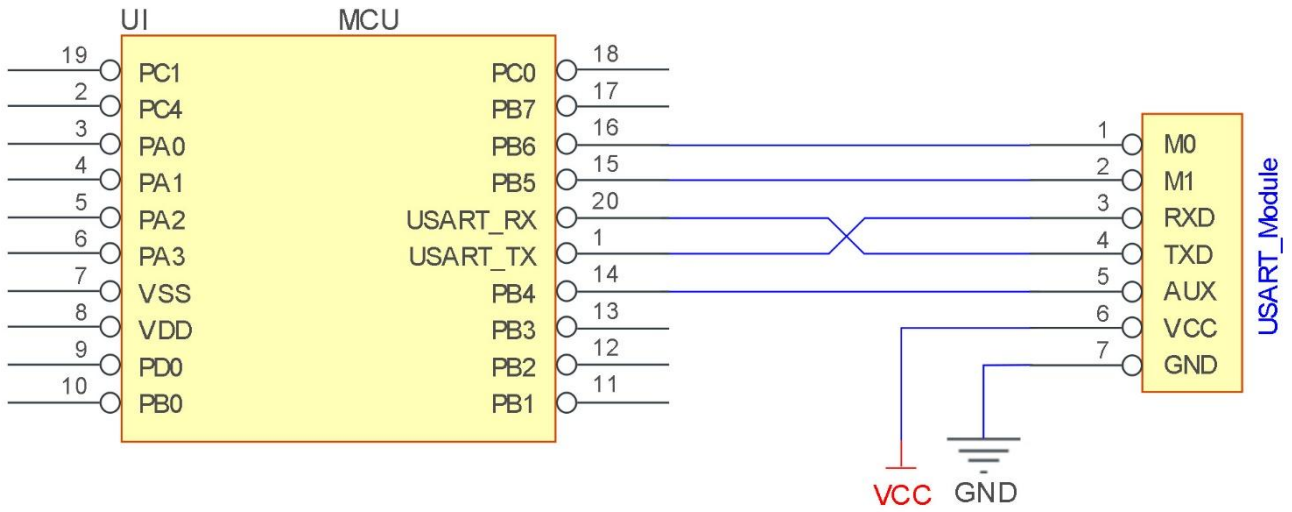 UI MCU
19 PC1 PC0 18
2 PC4 PB7 17
3 PA0 PB6 16 1 M0
4 PA1 PB5 15 2 M1
5 PA2 USART_RX 20 3 RXD
6 PA3 USART_TX 1 4 TXD
7 VSS PB4 14 5 AUX
8 VDD PB3 13 6 VCC
9 PD0 PB2 12 7 GND
10 PB0 PB1 11
USART_Module
VCC GND